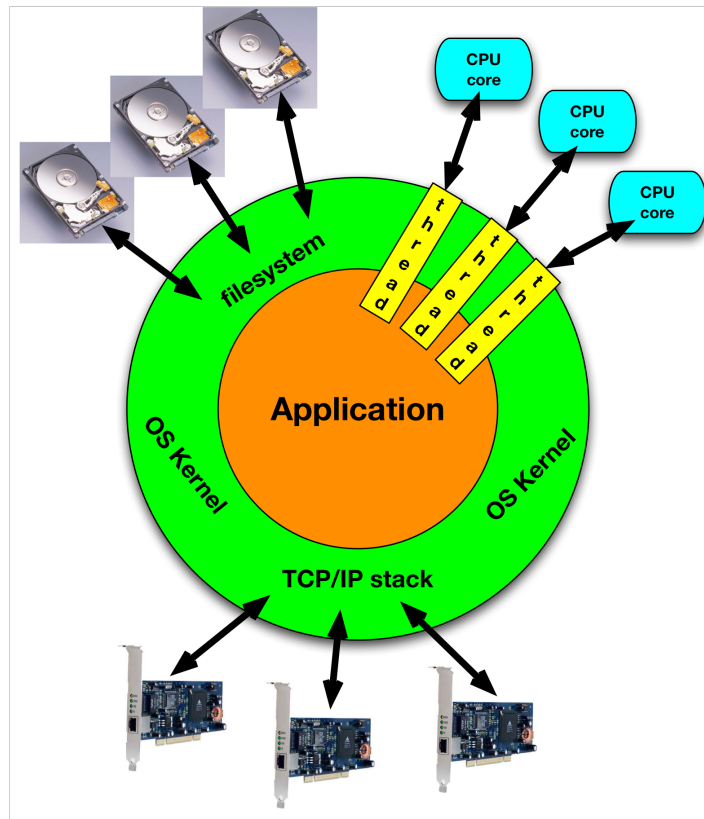 CPU
core
CPU
core
CPU
core
thread
thread
thread
filesystem
Application
OS Kernel
OS Kernel
TCP/IP stack